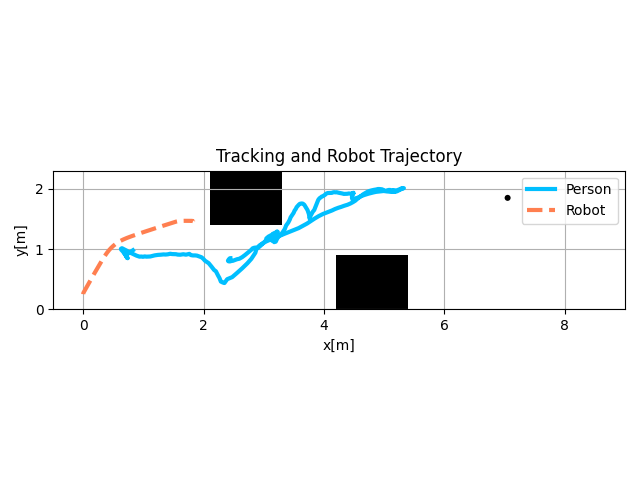 Tracking and Robot Trajectory
Person
Robot
y[m]
2
1
0
0 2 4 6 8
x[m]